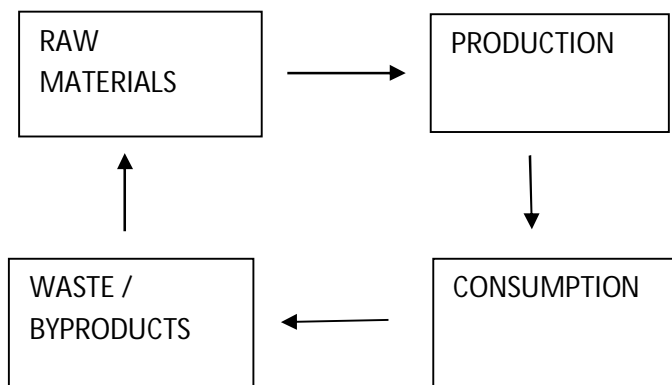 RAW
MATERIALS
PRODUCTION
WASTE /
BYPRODUCTS
CONSUMPTION